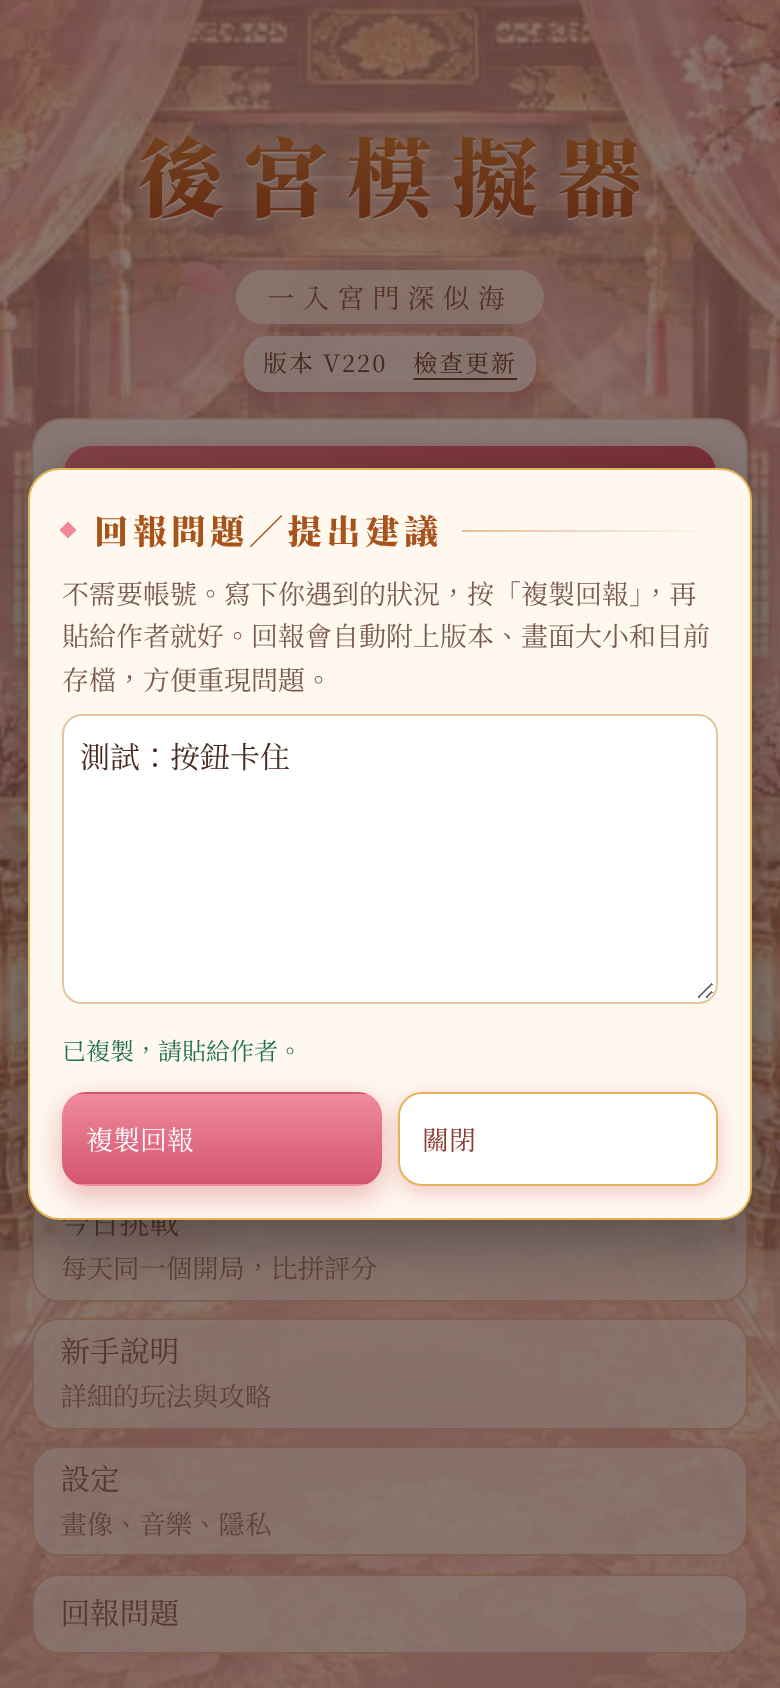 後宮模擬器
一入宮門深似海
版本 V220 檢查更新
回報問題／提出建議
不需要帳號。寫下你遇到的狀況，按「複製回報」，再
貼給作者就好。回報會自動附上版本、畫面大小和目前
存檔，方便重現問題。
測試：按鈕卡住
已複製，請貼給作者。
複製回報
關閉
今日挑戰
每天同一個開局，比拼評分
新手說明
詳細的玩法與攻略
設定
畫像、音樂、隱私
回報問題